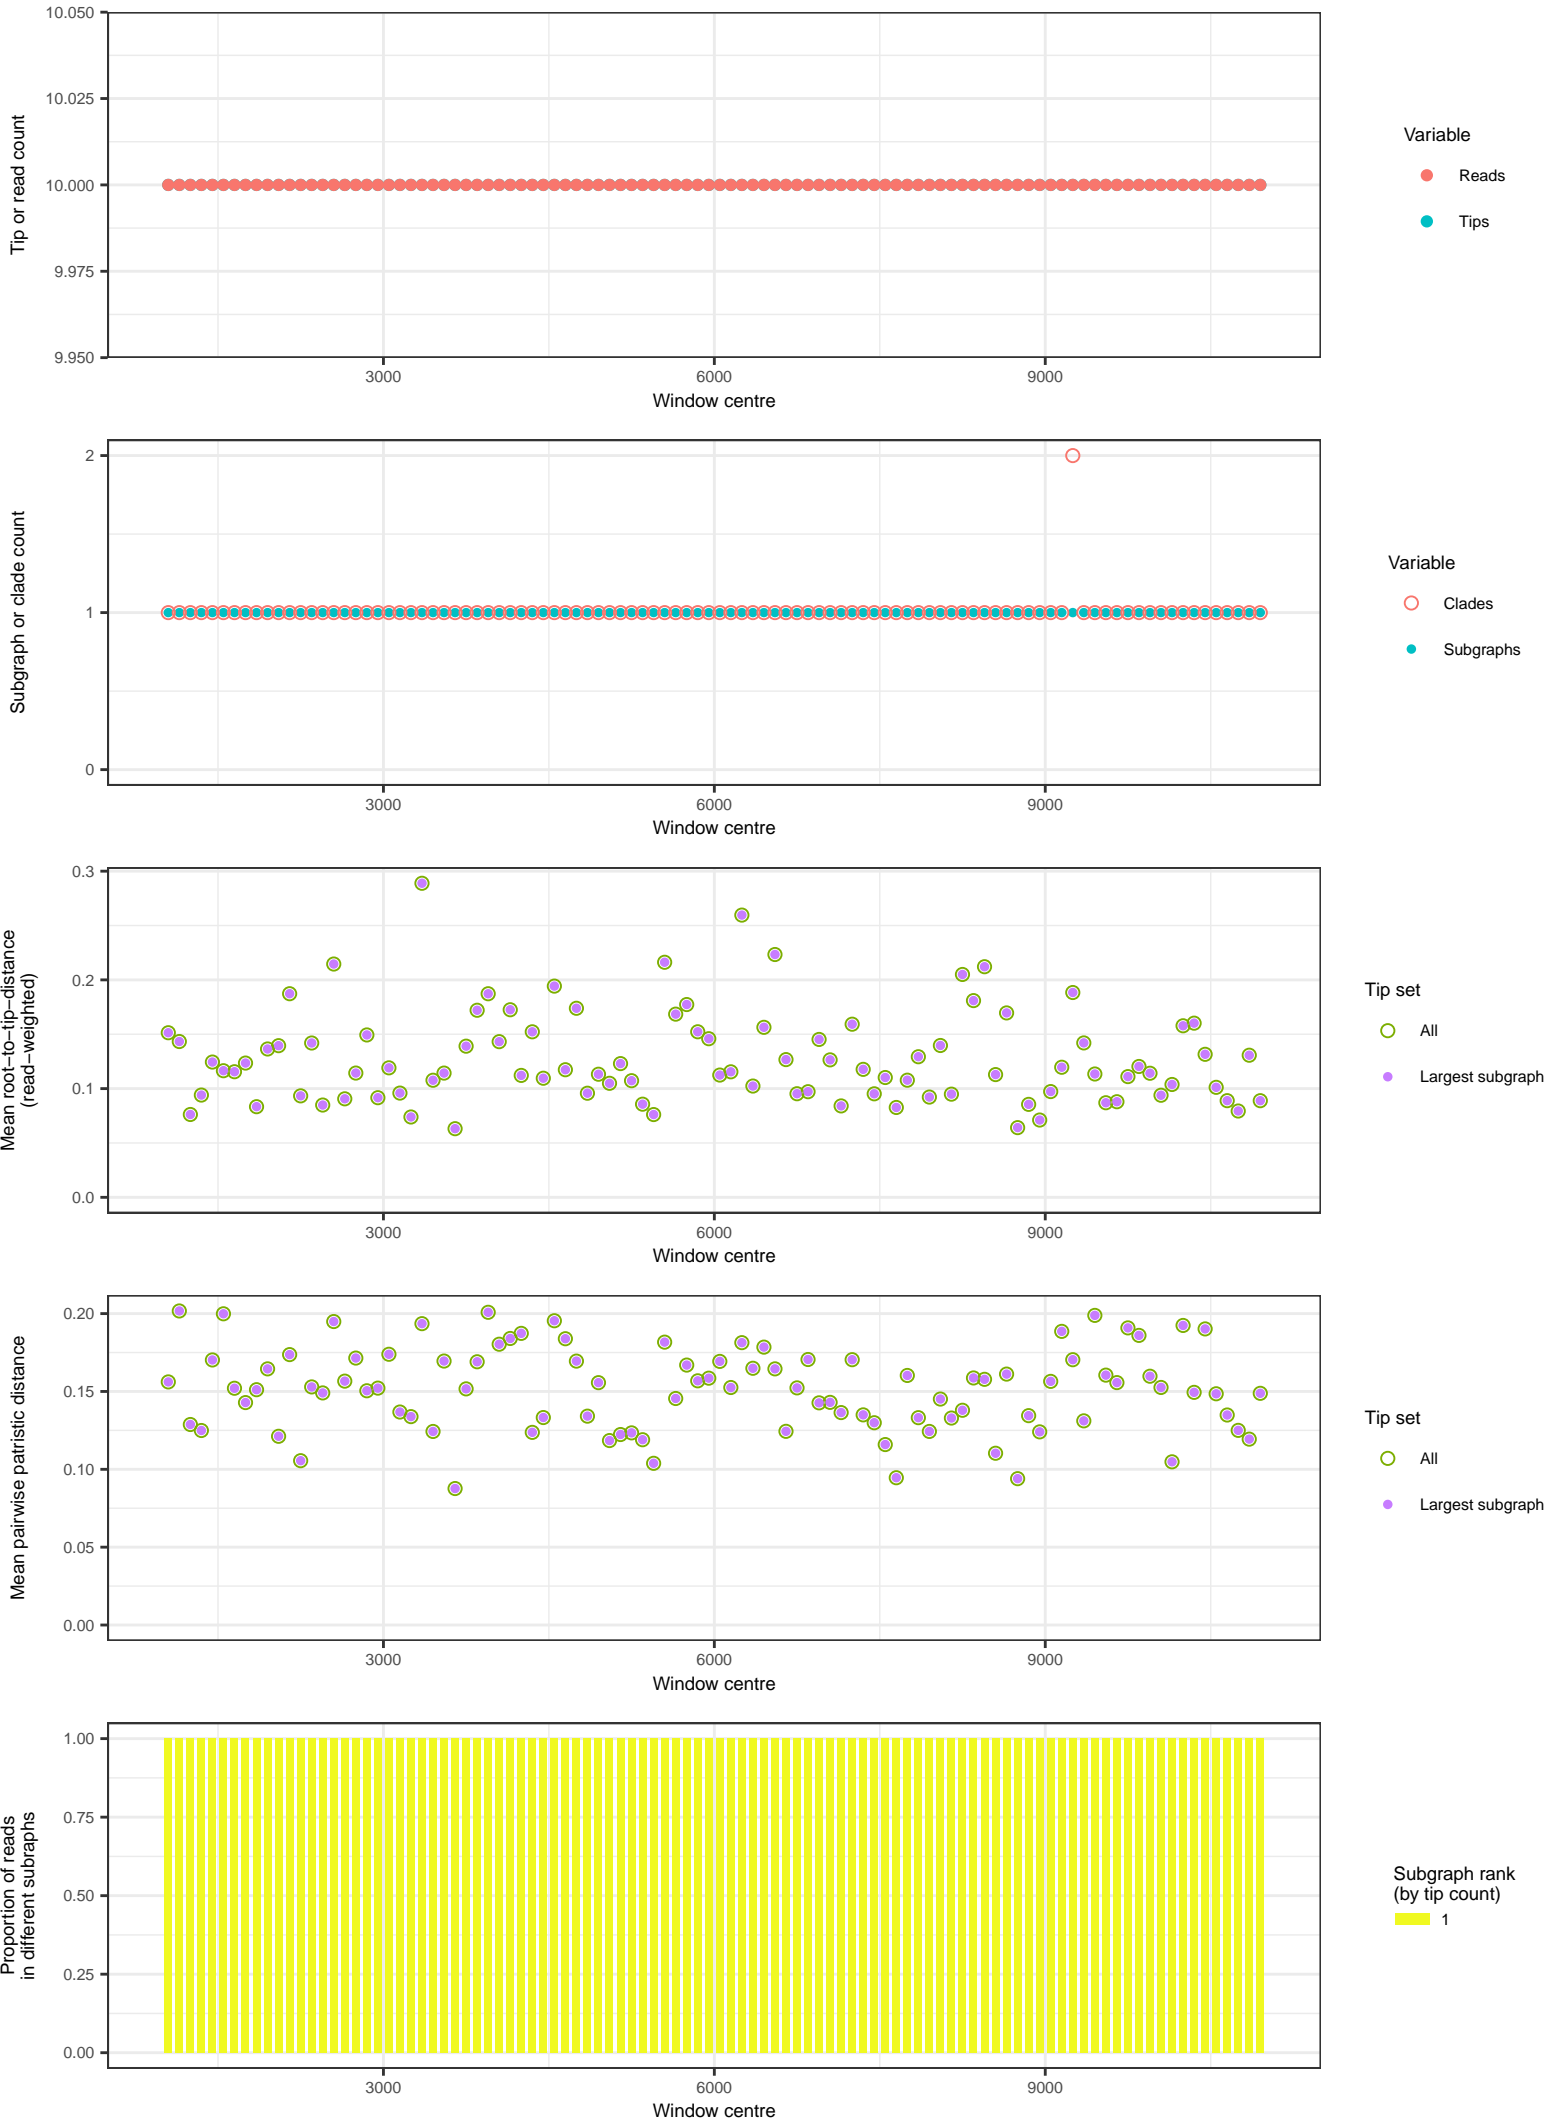 10.050
10.025
10.000
9.975
9.950
Tip or read count
3000
6000
9000
Window centre
Variable
Reads
Tips
2
1
0
Subgraph or clade count
3000
6000
9000
Window centre
Variable
Clades
Subgraphs
0.3
0.2
0.1
0.0
Mean root−to−tip−distance
(read−weighted)
3000
6000
9000
Window centre
Tip set
All
Largest subgraph
0.20
0.15
0.10
0.05
0.00
Mean pairwise patristic distance
3000
6000
9000
Window centre
Tip set
All
Largest subgraph
1.00
0.75
0.50
0.25
0.00
Proportion of reads
in different subraphs
3000
6000
9000
Window centre
Subgraph rank
(by tip count)
1